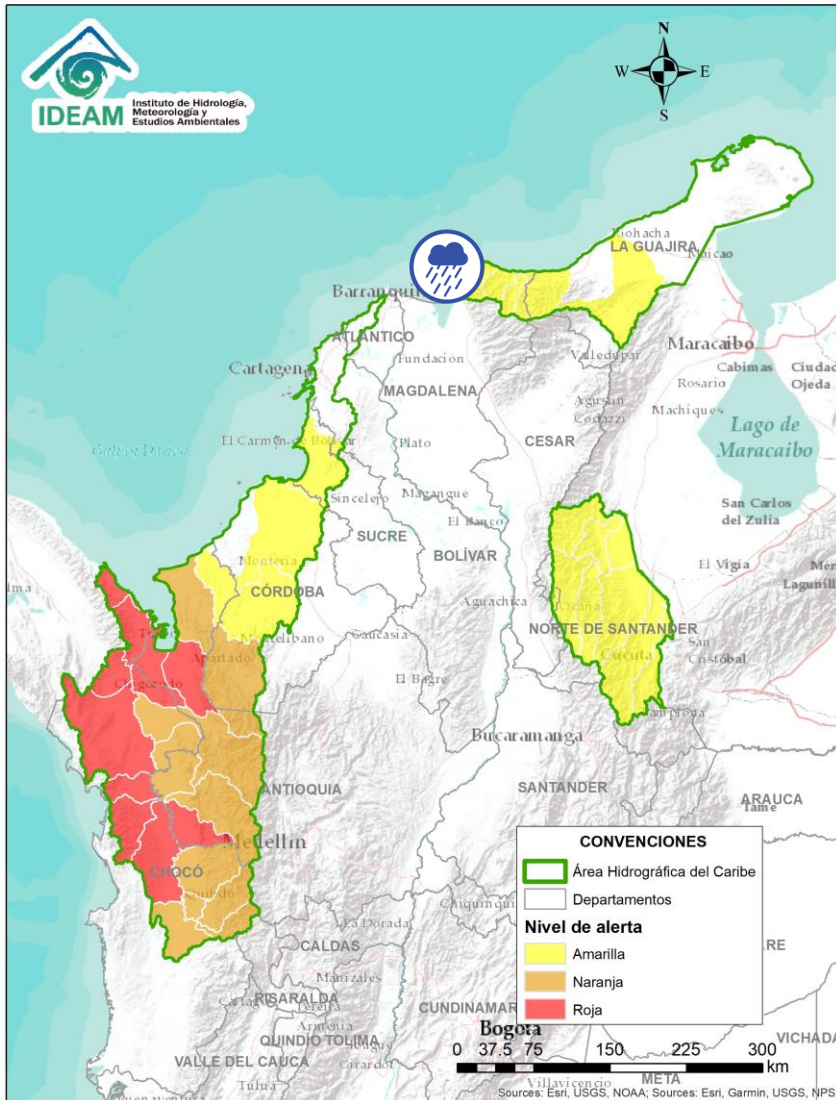 IDEAM
Instituto de Hidrología,
Meteorología y
Estudios Ambientales
N
W
E
S
Riohacha
LA GUAJIRA
Maicao
ATLÁNTICO
Fundación
Cartagena
MAGDALENA
Valledupar
Maracaibo
Cabimas
Ciudad
Ojeda
Rosario
Machiques
Agustín
Codazzi
El Carmen de Bolívar
Plato
CESAR
Lago de
Maracaibo
Sincelejo
Magangue
San Carlos
del Zulia
SUCRE
El Banco
BOLÍVAR
El Vigía
Montería
CÓRDOBA
Aguachica
Ocaña
NORTE DE SANTANDER
San
Cristóbal
Montelibano
Caucasia
Cucuta
Apartadó
Chigorodó
El Bagre
Pamplona
Bucaramanga
ANTIOQUIA
SANTANDER
ARAUCA
Tame
Medellín
CHOCÓ
Quibdó
La Dorada
CALDAS
Manizales
RISARALDA
Pereira
Armenia
QUINDÍO
TOLIMA
Girardot
VALLE DEL CAUCA
Tuluá
Bogotá
Villavicencio
META
VICHADA
CONVENCIONES
Área Hidrográfica del Caribe
Departamentos
Nivel de alerta
Amarilla
Naranja
Roja
0 37.5 75 150 225 300
km
Sources: Esri, USGS, NOAA; Sources: Esri, Garmin, USGS, NPS